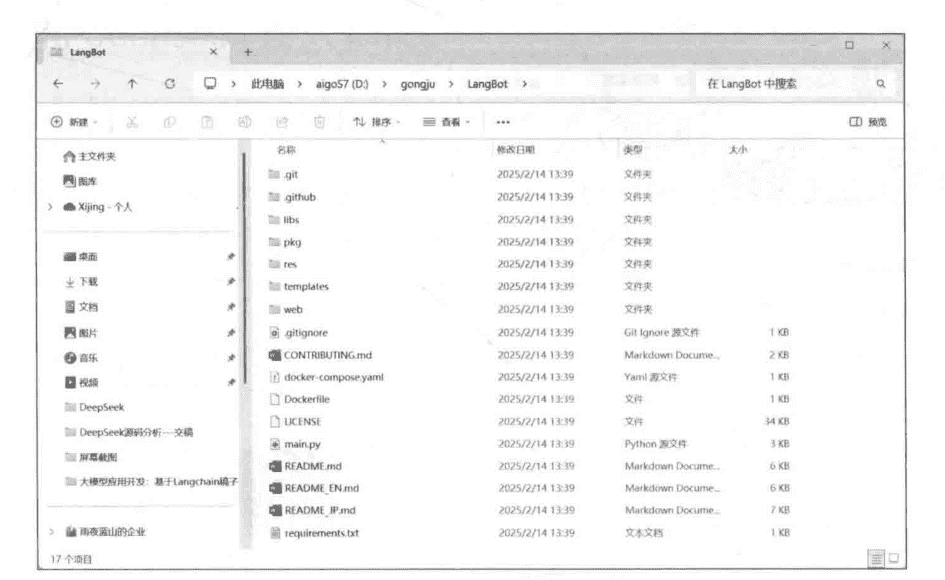 LangBot
此电脑 > aigo57 (D:) > gongju > LangBot >
在 LangBot 中搜索
新建
排序
查看
预览
名称 修改日期 类型 大小
主文件夹
图库
Xijing - 个人
桌面
下载
文档
图片
音乐
视频
DeepSeek
DeepSeek源码分析---交稿
屏幕截图
大模型应用开发:基于Langchain稿子
雨夜蓝山的企业
.git 2025/2/14 13:39 文件夹
.github 2025/2/14 13:39 文件夹
libs 2025/2/14 13:39 文件夹
pkg 2025/2/14 13:39 文件夹
res 2025/2/14 13:39 文件夹
templates 2025/2/14 13:39 文件夹
web 2025/2/14 13:39 文件夹
.gitignore 2025/2/14 13:39 Git Ignore 源文件 1 KB
CONTRIBUTING.md 2025/2/14 13:39 Markdown Docume... 2 KB
docker-compose.yaml 2025/2/14 13:39 Yaml 源文件 1 KB
Dockerfile 2025/2/14 13:39 文件 1 KB
LICENSE 2025/2/14 13:39 文件 34 KB
main.py 2025/2/14 13:39 Python 源文件 3 KB
README.md 2025/2/14 13:39 Markdown Docume... 6 KB
README_EN.md 2025/2/14 13:39 Markdown Docume... 6 KB
README_JP.md 2025/2/14 13:39 Markdown Docume... 7 KB
requirements.txt 2025/2/14 13:39 文本文档 1 KB
17 个项目